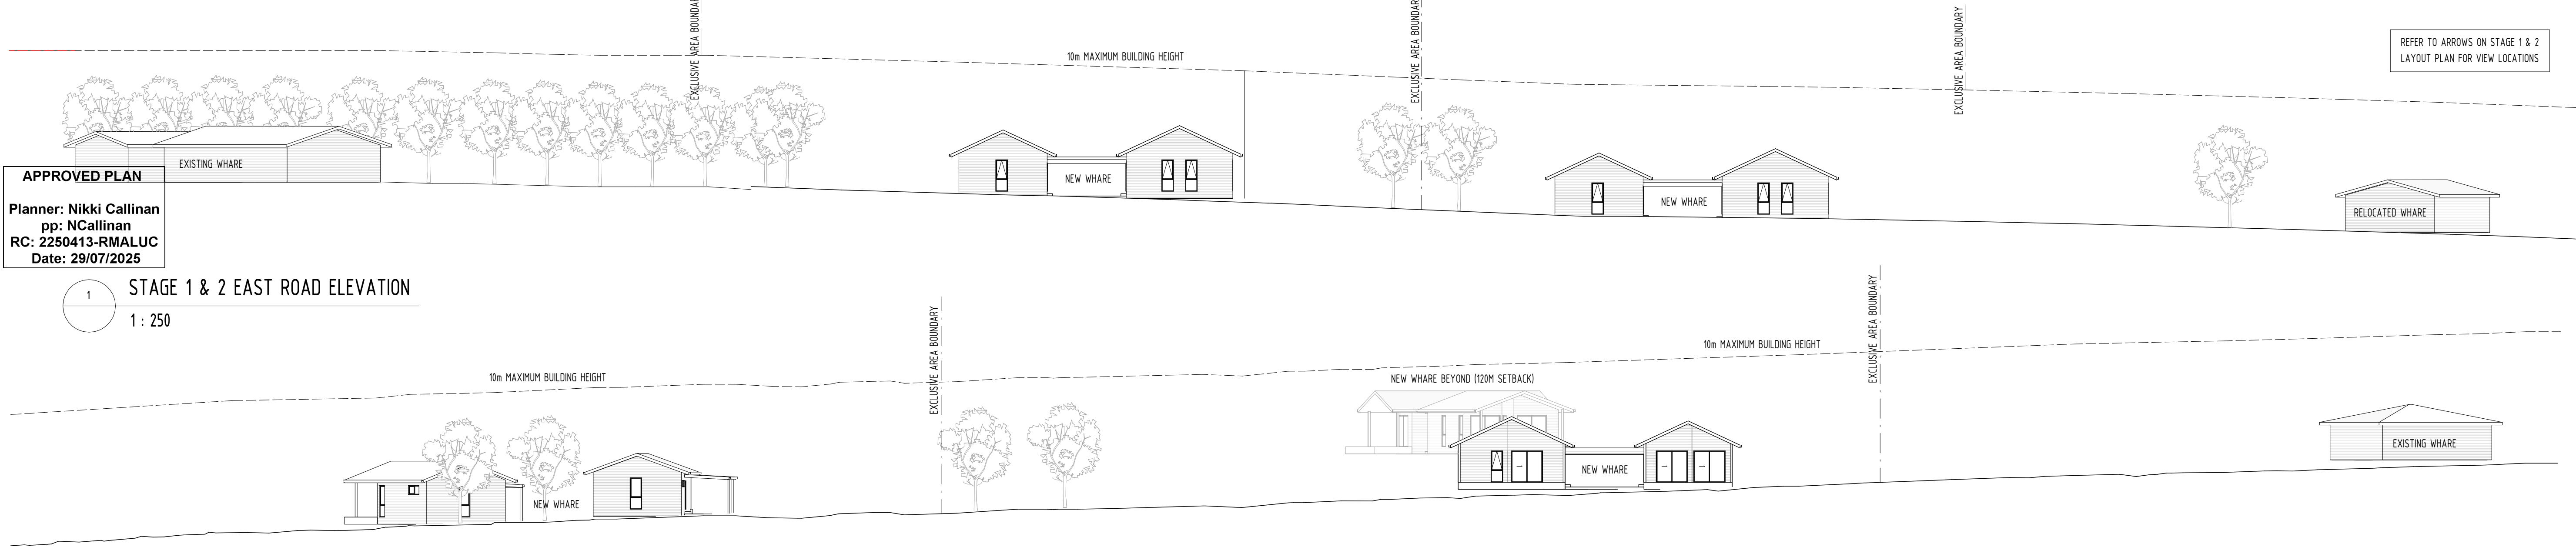 EXCLUSIVE AREA BOUNDARY
EXCLUSIVE AREA BOUNDARY
EXCLUSIVE AREA BOUNDARY
10m MAXIMUM BUILDING HEIGHT
REFER TO ARROWS ON STAGE 1 & 2
LAYOUT PLAN FOR VIEW LOCATIONS
EXISTING WHARE
NEW WHARE
NEW WHARE
RELOCATED WHARE
APPROVED PLAN
Planner: Nikki Callinan
pp: NCallinan
RC: 2250413-RMALUC
Date: 29/07/2025
1
STAGE 1 & 2 EAST ROAD ELEVATION
1 : 250
EXCLUSIVE AREA BOUNDARY
EXCLUSIVE AREA BOUNDARY
10m MAXIMUM BUILDING HEIGHT
10m MAXIMUM BUILDING HEIGHT
NEW WHARE BEYOND (120M SETBACK)
NEW WHARE
NEW WHARE
EXISTING WHARE